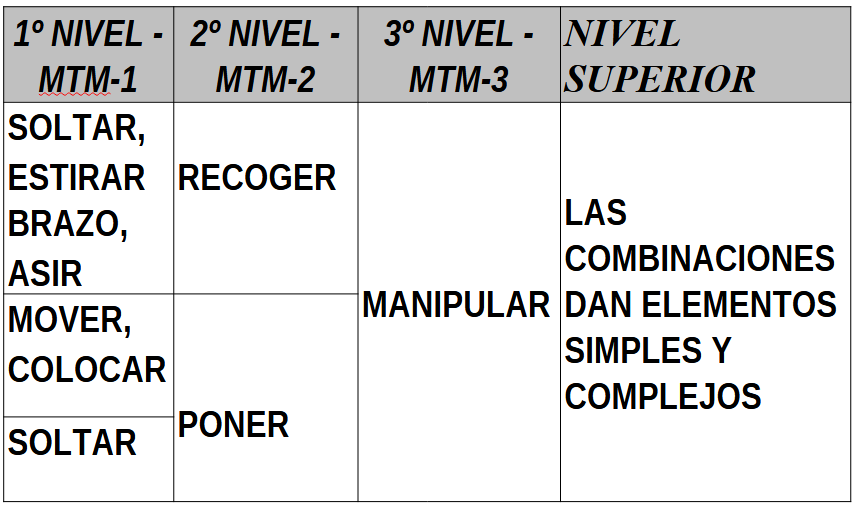 1º NIVEL -
MTM-1
2º NIVEL -
MTM-2
3º NIVEL -
MTM-3
NIVEL
SUPERIOR
SOLTAR,
ESTIRAR
BRAZO,
ASIR
RECOGER
MANIPULAR
LAS
COMBINACIONES
DAN ELEMENTOS
SIMPLES Y
COMPLEJOS
MOVER,
COLOCAR
PONER
SOLTAR